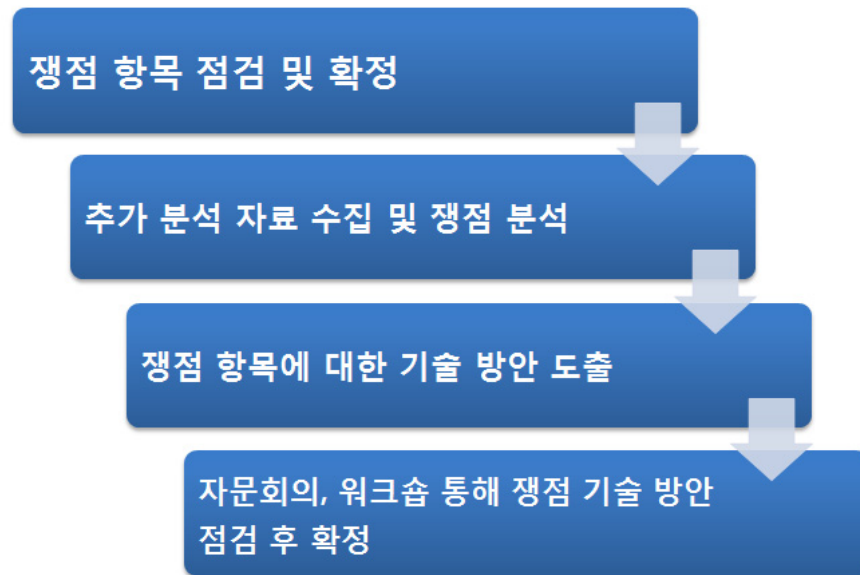 쟁점 항목 점검 및 확정
추가 분석 자료 수집 및 쟁점 분석
쟁점 항목에 대한 기술 방안 도출
자문회의, 워크숍 통해 쟁점 기술 방안
점검 후 확정